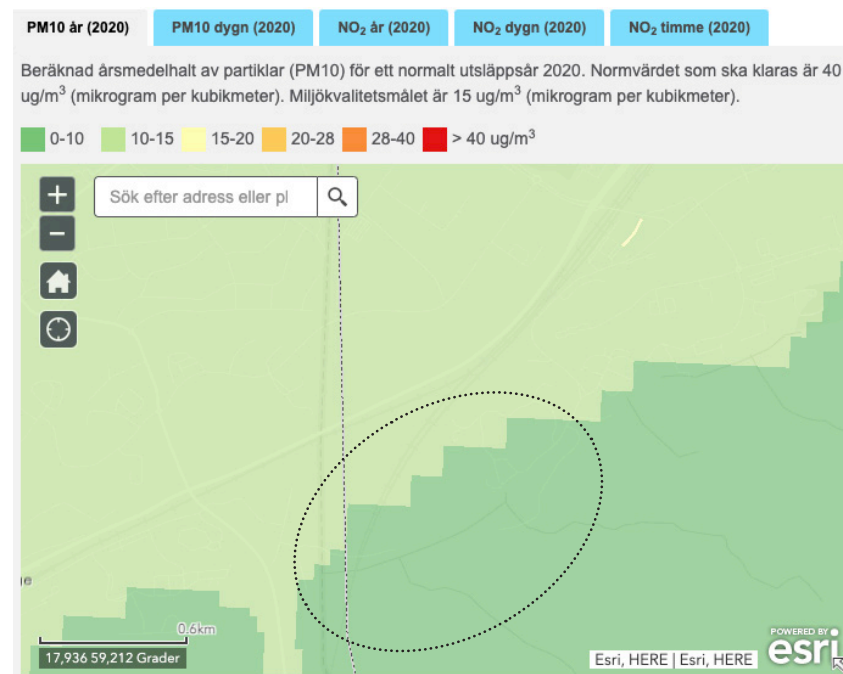 PM10 år (2020) PM10 dygn (2020) NO₂ år (2020) NO₂ dygn (2020) NO₂ timme (2020)
Beräknad årsmedelhalt av partiklar (PM10) för ett normalt utsläppsår 2020. Normvärdet som ska klaras är 40
ug/m³ (mikrogram per kubikmeter). Miljökvalitetsmålet är 15 ug/m³ (mikrogram per kubikmeter).
0-10 10-15 15-20 20-28 28-40 > 40 ug/m³
+ Sök efter adress eller pl
−
ge
0,6km
17,936 59,212 Grader
Esri, HERE | Esri, HERE
POWERED BY
esri